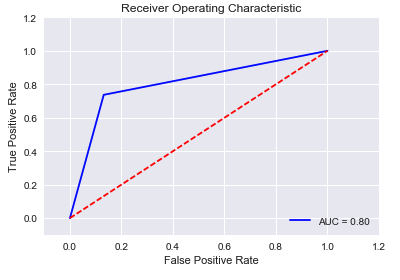 Receiver Operating Characteristic
True Positive Rate
1.2
1.0
0.8
0.6
0.4
0.2
0.0
AUC = 0.80
0.0 0.2 0.4 0.6 0.8 1.0 1.2
False Positive Rate